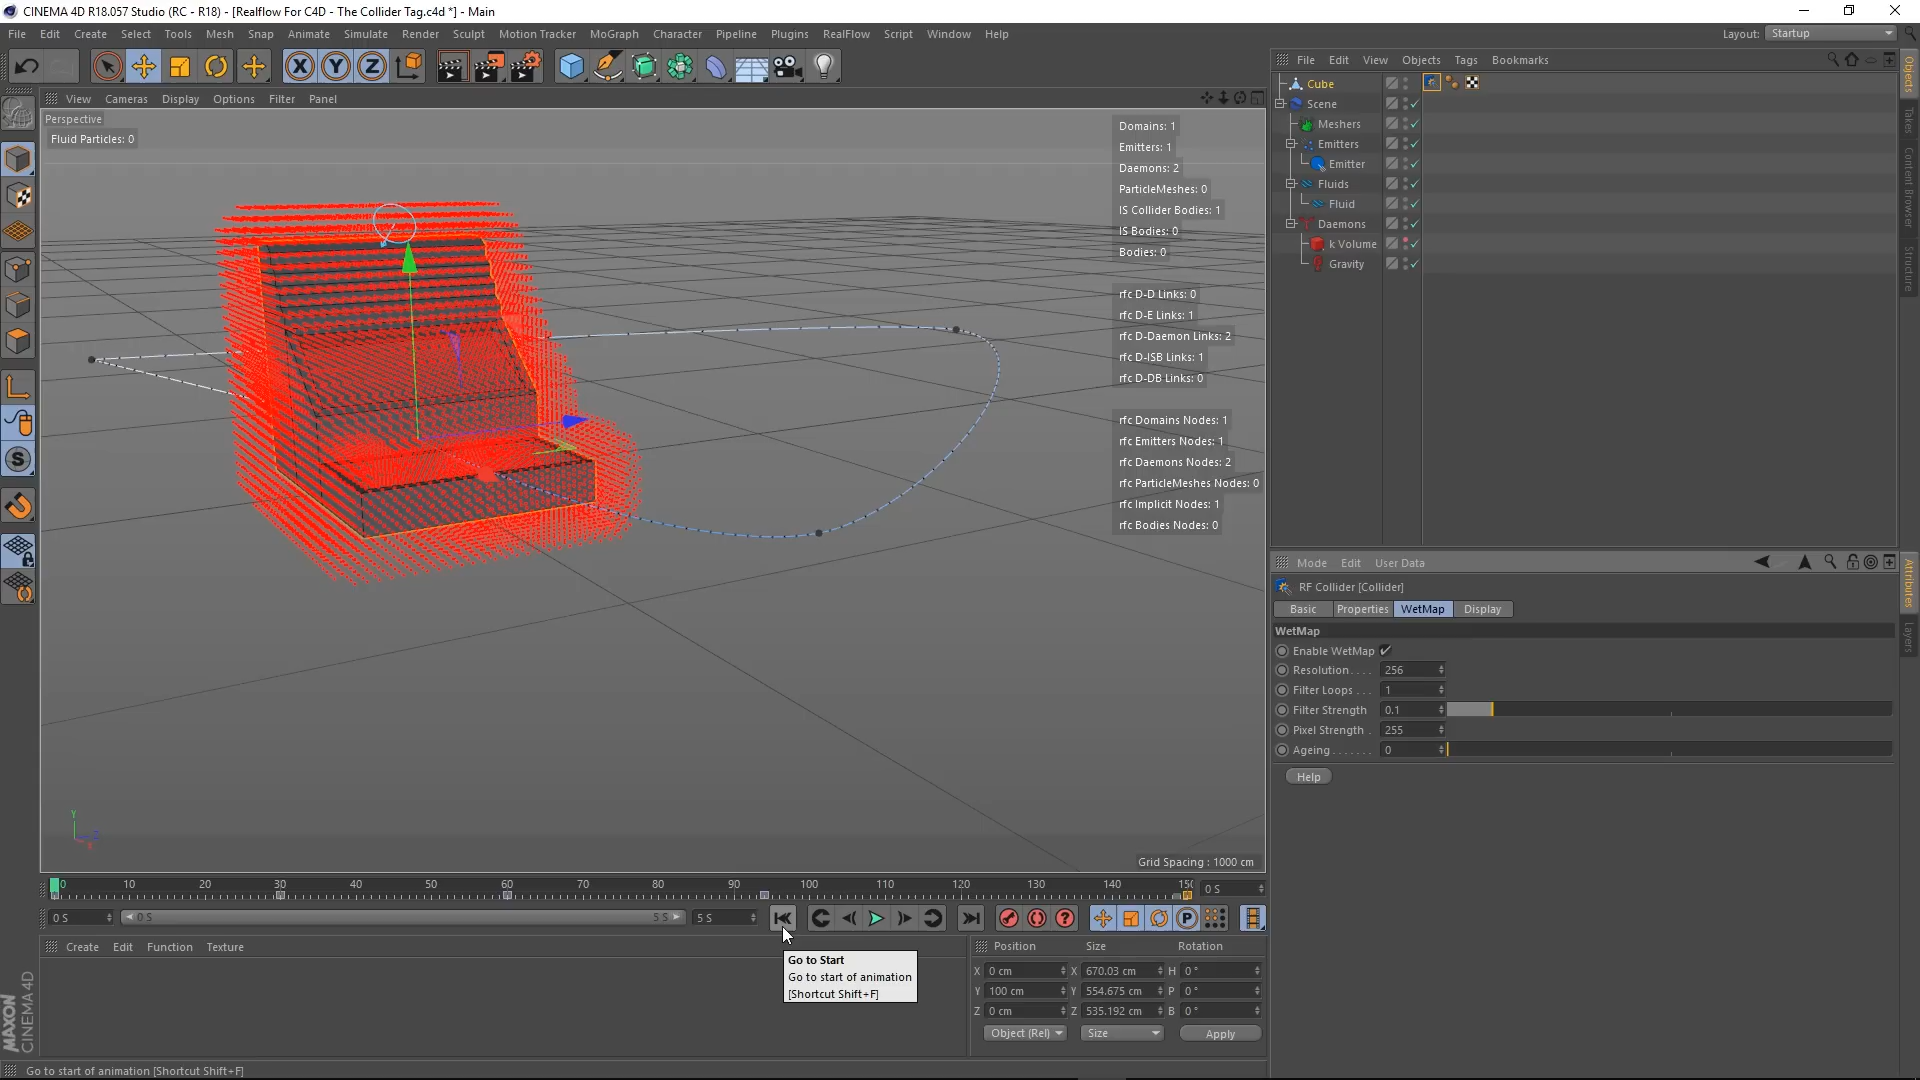 CINEMA 4D R18.057 Studio (RC - R18) - [Realflow For C4D - The Collider Tag.c4d *] - Main
File Edit Create Select Tools Mesh Snap Animate Simulate Render Sculpt Motion Tracker MoGraph Character Pipeline Plugins RealFlow Script Window Help
Layout: Startup
File Edit View Objects Tags Bookmarks
View Cameras Display Options Filter Panel
Perspective
Fluid Particles: 0
Domains: 1
Emitters: 1
Daemons: 2
ParticleMeshes: 0
IS Collider Bodies: 1
IS Bodies: 0
Bodies: 0
rfc D-D Links: 0
rfc D-E Links: 1
rfc D-Daemon Links: 2
rfc D-ISB Links: 1
rfc D-DB Links: 0
rfc Domains Nodes: 1
rfc Emitters Nodes: 1
rfc Daemons Nodes: 2
rfc ParticleMeshes Nodes: 0
rfc Implicit Nodes: 1
rfc Bodies Nodes: 0
Cube
Scene
Meshers
Emitters
Emitter
Fluids
Fluid
Daemons
k Volume
Gravity
Objects
Takes
Content Browser
Structure
Mode Edit User Data
RF Collider [Collider]
Basic Properties WetMap Display
WetMap
Enable WetMap
Resolution.... 256
Filter Loops... 1
Filter Strength 0.1
Pixel Strength. 255
Ageing....... 0
Help
Attributes
Layers
Y
Z
X
Grid Spacing : 1000 cm
0 10 20 30 40 50 60 70 80 90 100 110 120 130 140 150 0 S
0 S 0 S 5 S 5 S
Create Edit Function Texture
Go to Start
Go to start of animation
[Shortcut Shift+F]
Position Size Rotation
X 0 cm X 670.03 cm H 0 °
Y 100 cm Y 554.675 cm P 0 °
Z 0 cm Z 535.192 cm B 0 °
Object (Rel) Size Apply
MAXON
CINEMA 4D
Go to start of animation [Shortcut Shift+F]